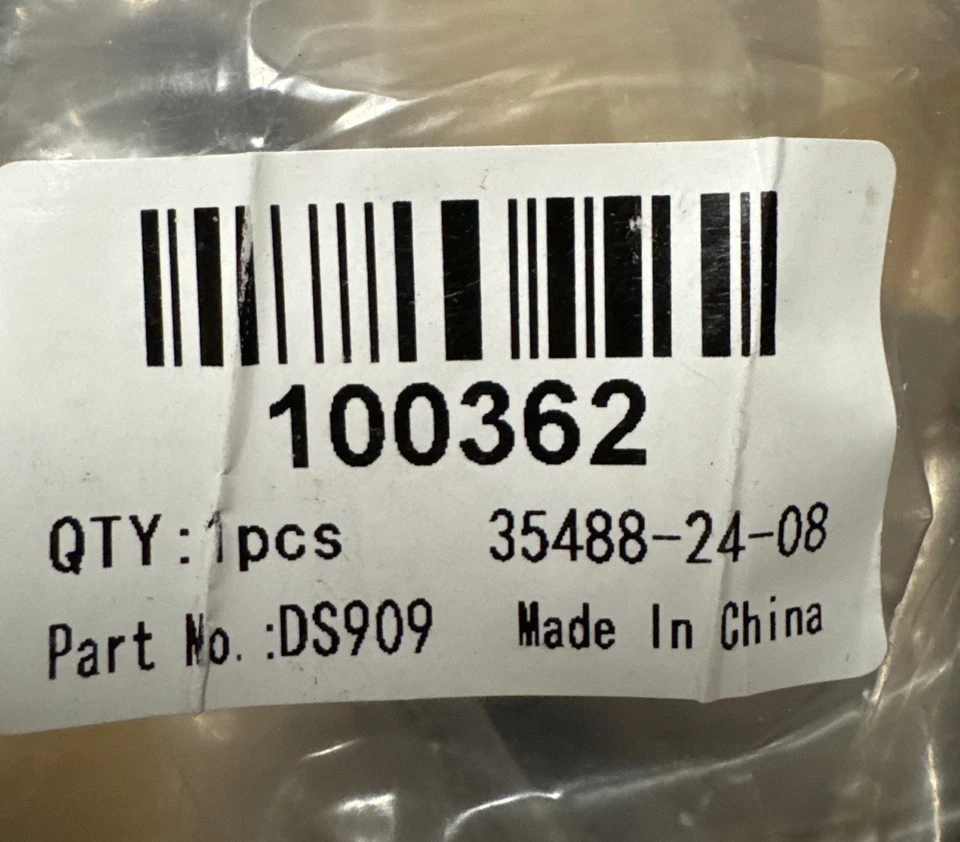 100362
QTY:1pcs 35488-24-08
Part No.:DS909 Made In China